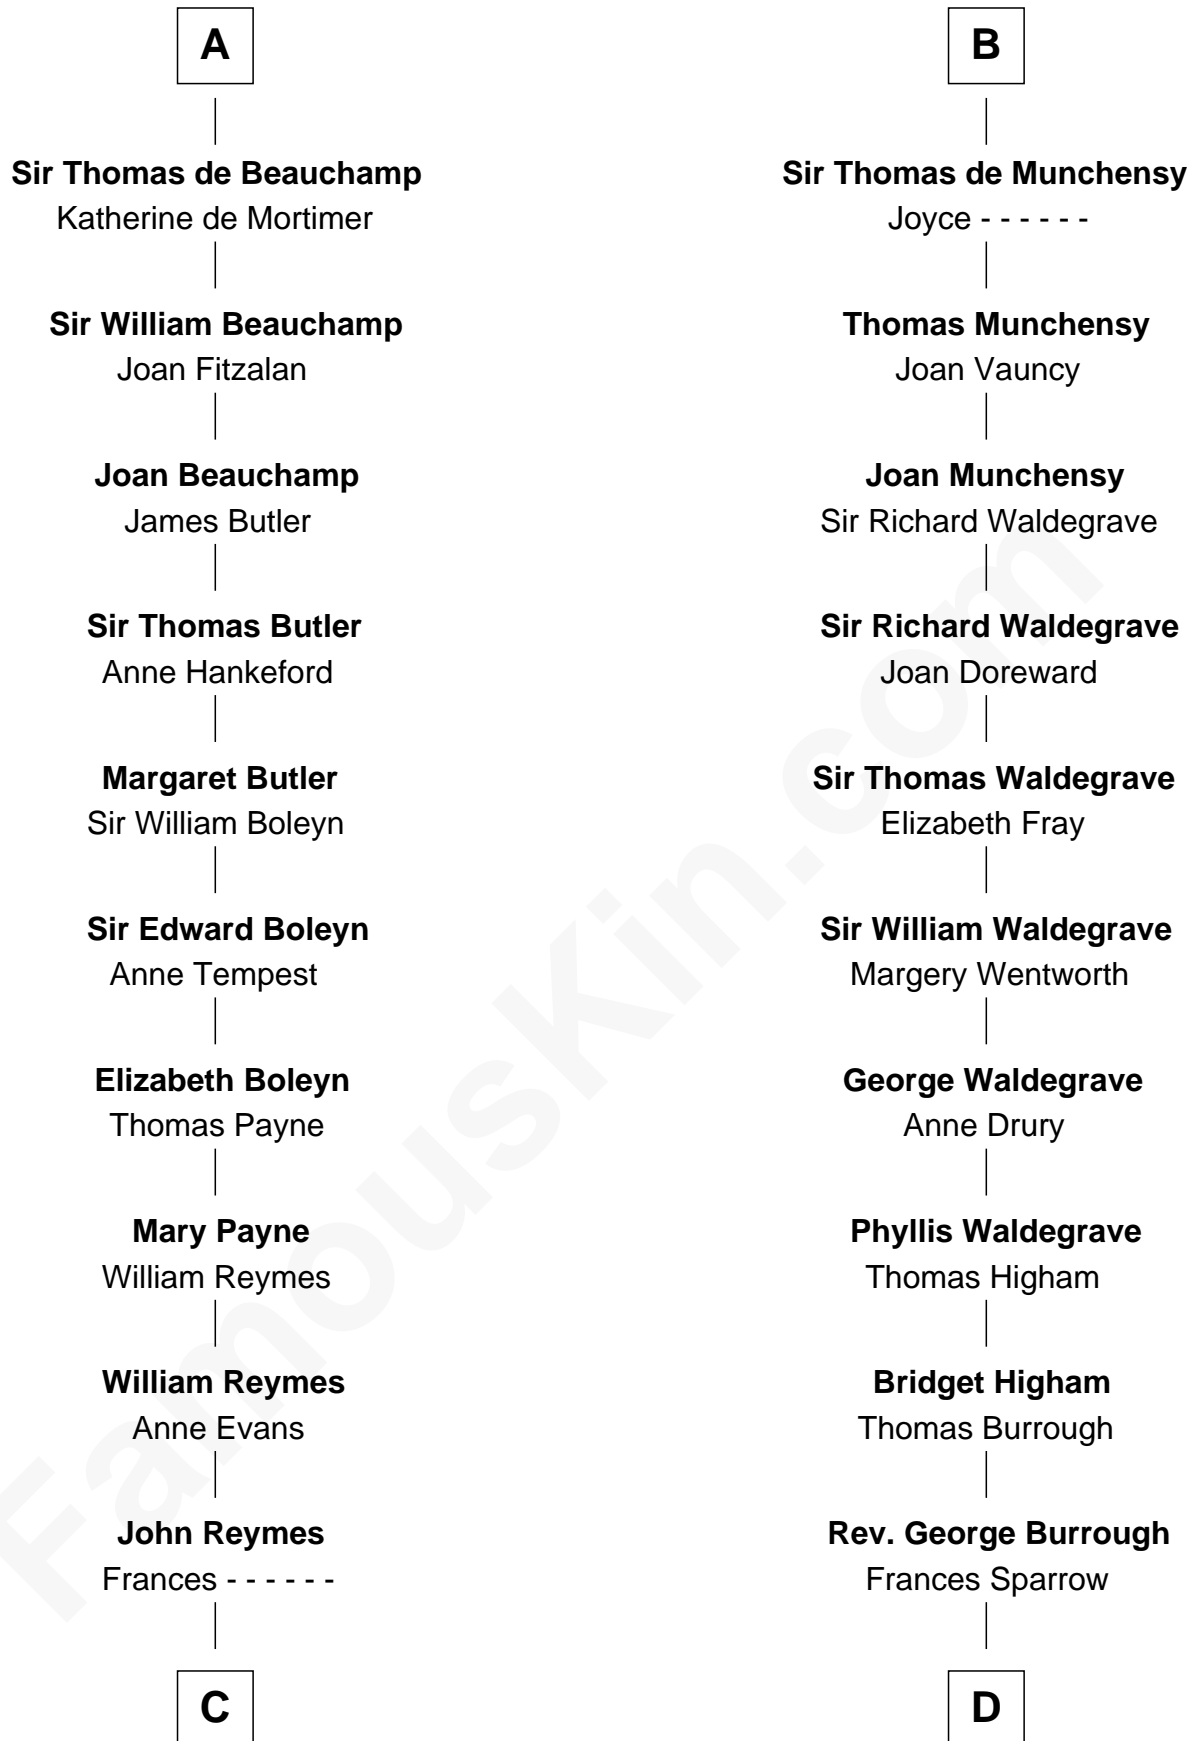 A
Sir Thomas de Beauchamp
Katherine de Mortimer
Sir William Beauchamp
Joan Fitzalan
Joan Beauchamp
James Butler
Sir Thomas Butler
Anne Hankeford
Margaret Butler
Sir William Boleyn
Sir Edward Boleyn
Anne Tempest
Elizabeth Boleyn
Thomas Payne
Mary Payne
William Reymes
William Reymes
Anne Evans
John Reymes
Frances - - - - - -
C
B
Sir Thomas de Munchensy
Joyce - - - - - -
Thomas Munchensy
Joan Vauncy
Joan Munchensy
Sir Richard Waldegrave
Sir Richard Waldegrave
Joan Doreward
Sir Thomas Waldegrave
Elizabeth Fray
Sir William Waldegrave
Margery Wentworth
George Waldegrave
Anne Drury
Phyllis Waldegrave
Thomas Higham
Bridget Higham
Thomas Burrough
Rev. George Burrough
Frances Sparrow
D
FamousKin.com